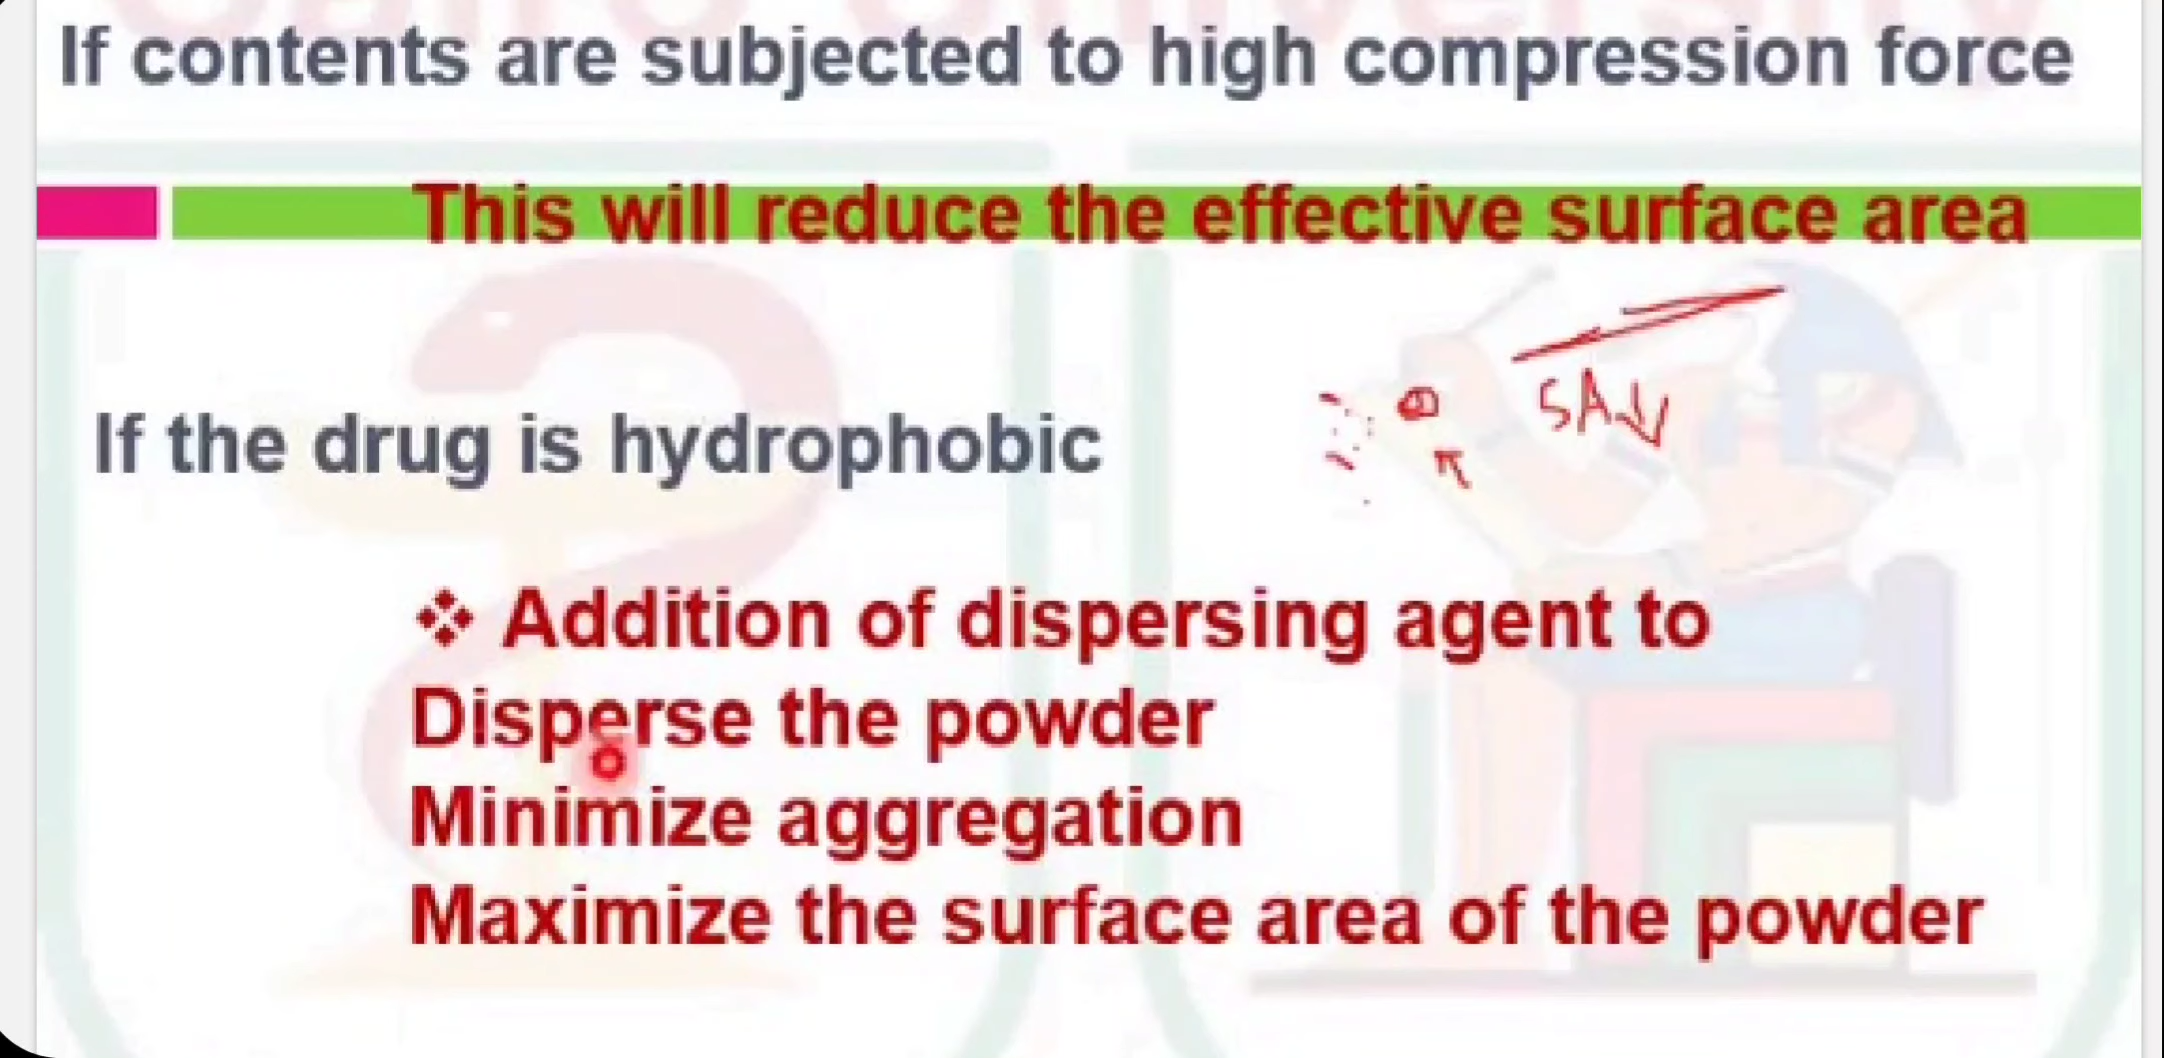 Cairo University
If contents are subjected to high compression force
This will reduce the effective surface area
SA↓
If the drug is hydrophobic
❖ Addition of dispersing agent to
Disperse the powder
Minimize aggregation
Maximize the surface area of the powder